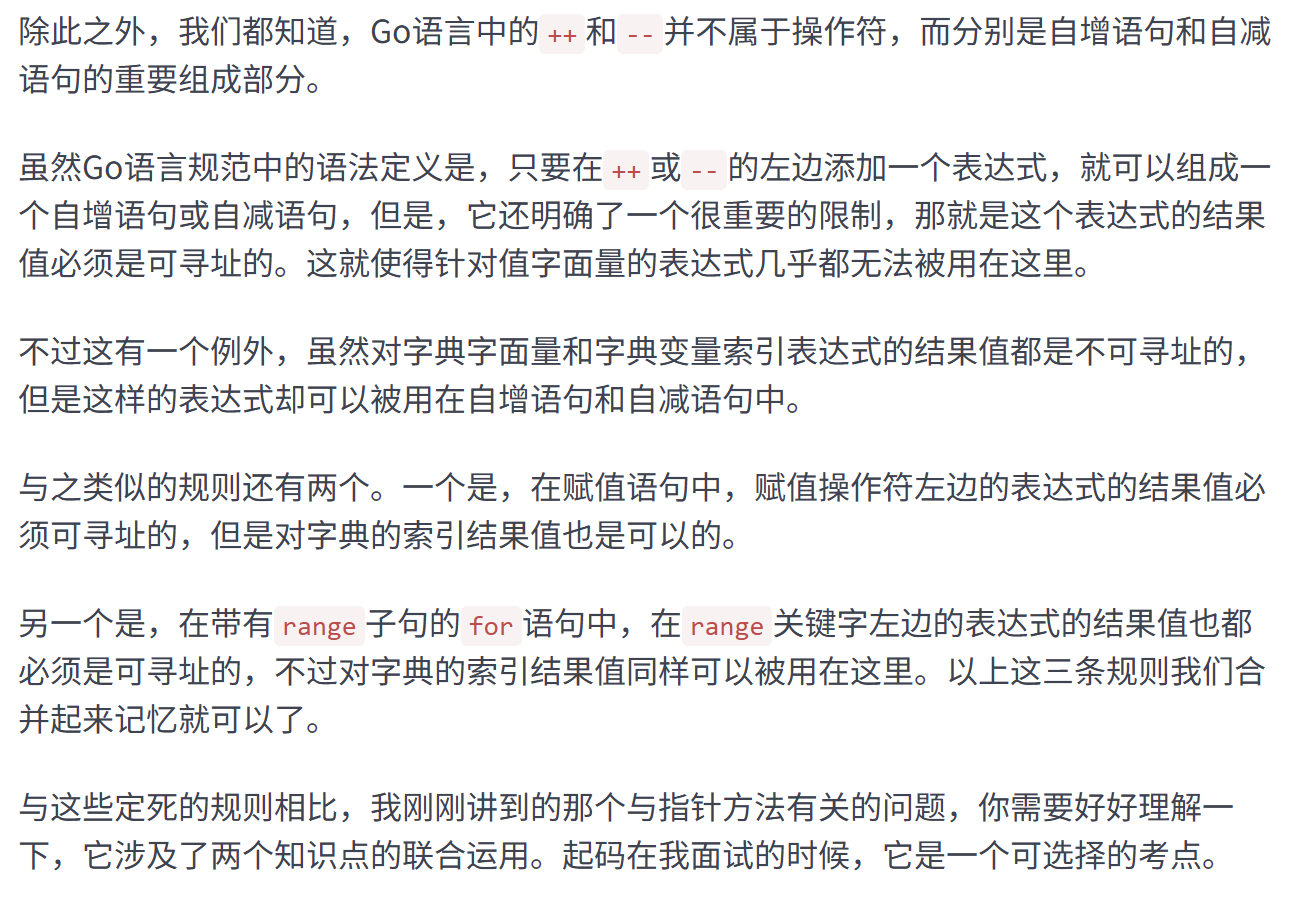 除此之外，我们都知道，Go语言中的++和--并不属于操作符，而分别是自增语句和自减
语句的重要组成部分。
虽然Go语言规范中的语法定义是，只要在++或--的左边添加一个表达式，就可以组成一
个自增语句或自减语句，但是，它还明确了一个很重要的限制，那就是这个表达式的结果
值必须是可寻址的。这就使得针对值字面量的表达式几乎都无法被用在这里。
不过这有一个例外，虽然对字典字面量和字典变量索引表达式的结果值都是不可寻址的，
但是这样的表达式却可以被用在自增语句和自减语句中。
与之类似的规则还有两个。一个是，在赋值语句中，赋值操作符左边的表达式的结果值必
须可寻址的，但是对字典的索引结果值也是可以的。
另一个是，在带有range子句的for语句中，在range关键字左边的表达式的结果值也都
必须是可寻址的，不过对字典的索引结果值同样可以被用在这里。以上这三条规则我们合
并起来记忆就可以了。
与这些定死的规则相比，我刚刚讲到的那个与指针方法有关的问题，你需要好好理解一
下，它涉及了两个知识点的联合运用。起码在我面试的时候，它是一个可选择的考点。